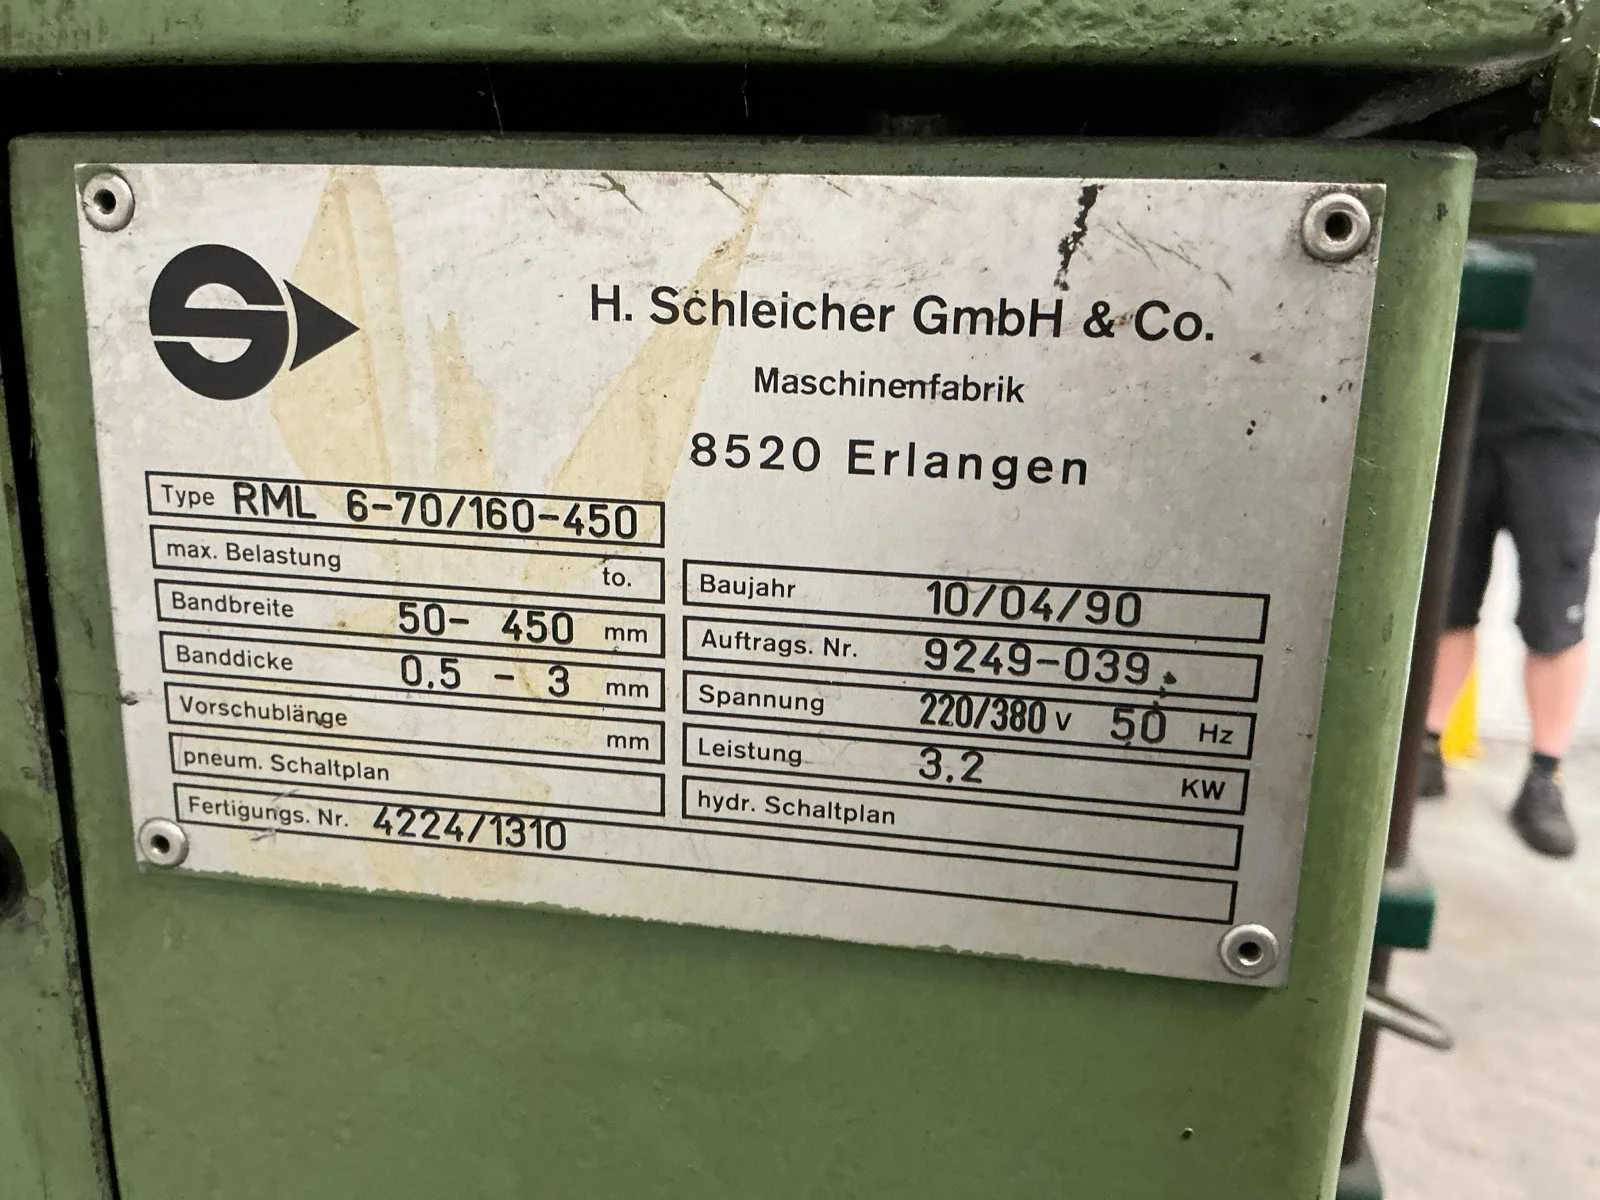 H. Schleicher GmbH & Co.
Maschinenfabrik
8520 Erlangen
Type RML 6-70/160-450
max. Belastung to.
Bandbreite 50- 450 mm
Banddicke 0.5 - 3 mm
Vorschublänge mm
pneum. Schaltplan
Fertigungs. Nr. 4224/1310
Baujahr 10/04/90
Auftrags. Nr. 9249-039
Spannung 220/380 V 50 Hz
Leistung 3.2 KW
hydr. Schaltplan